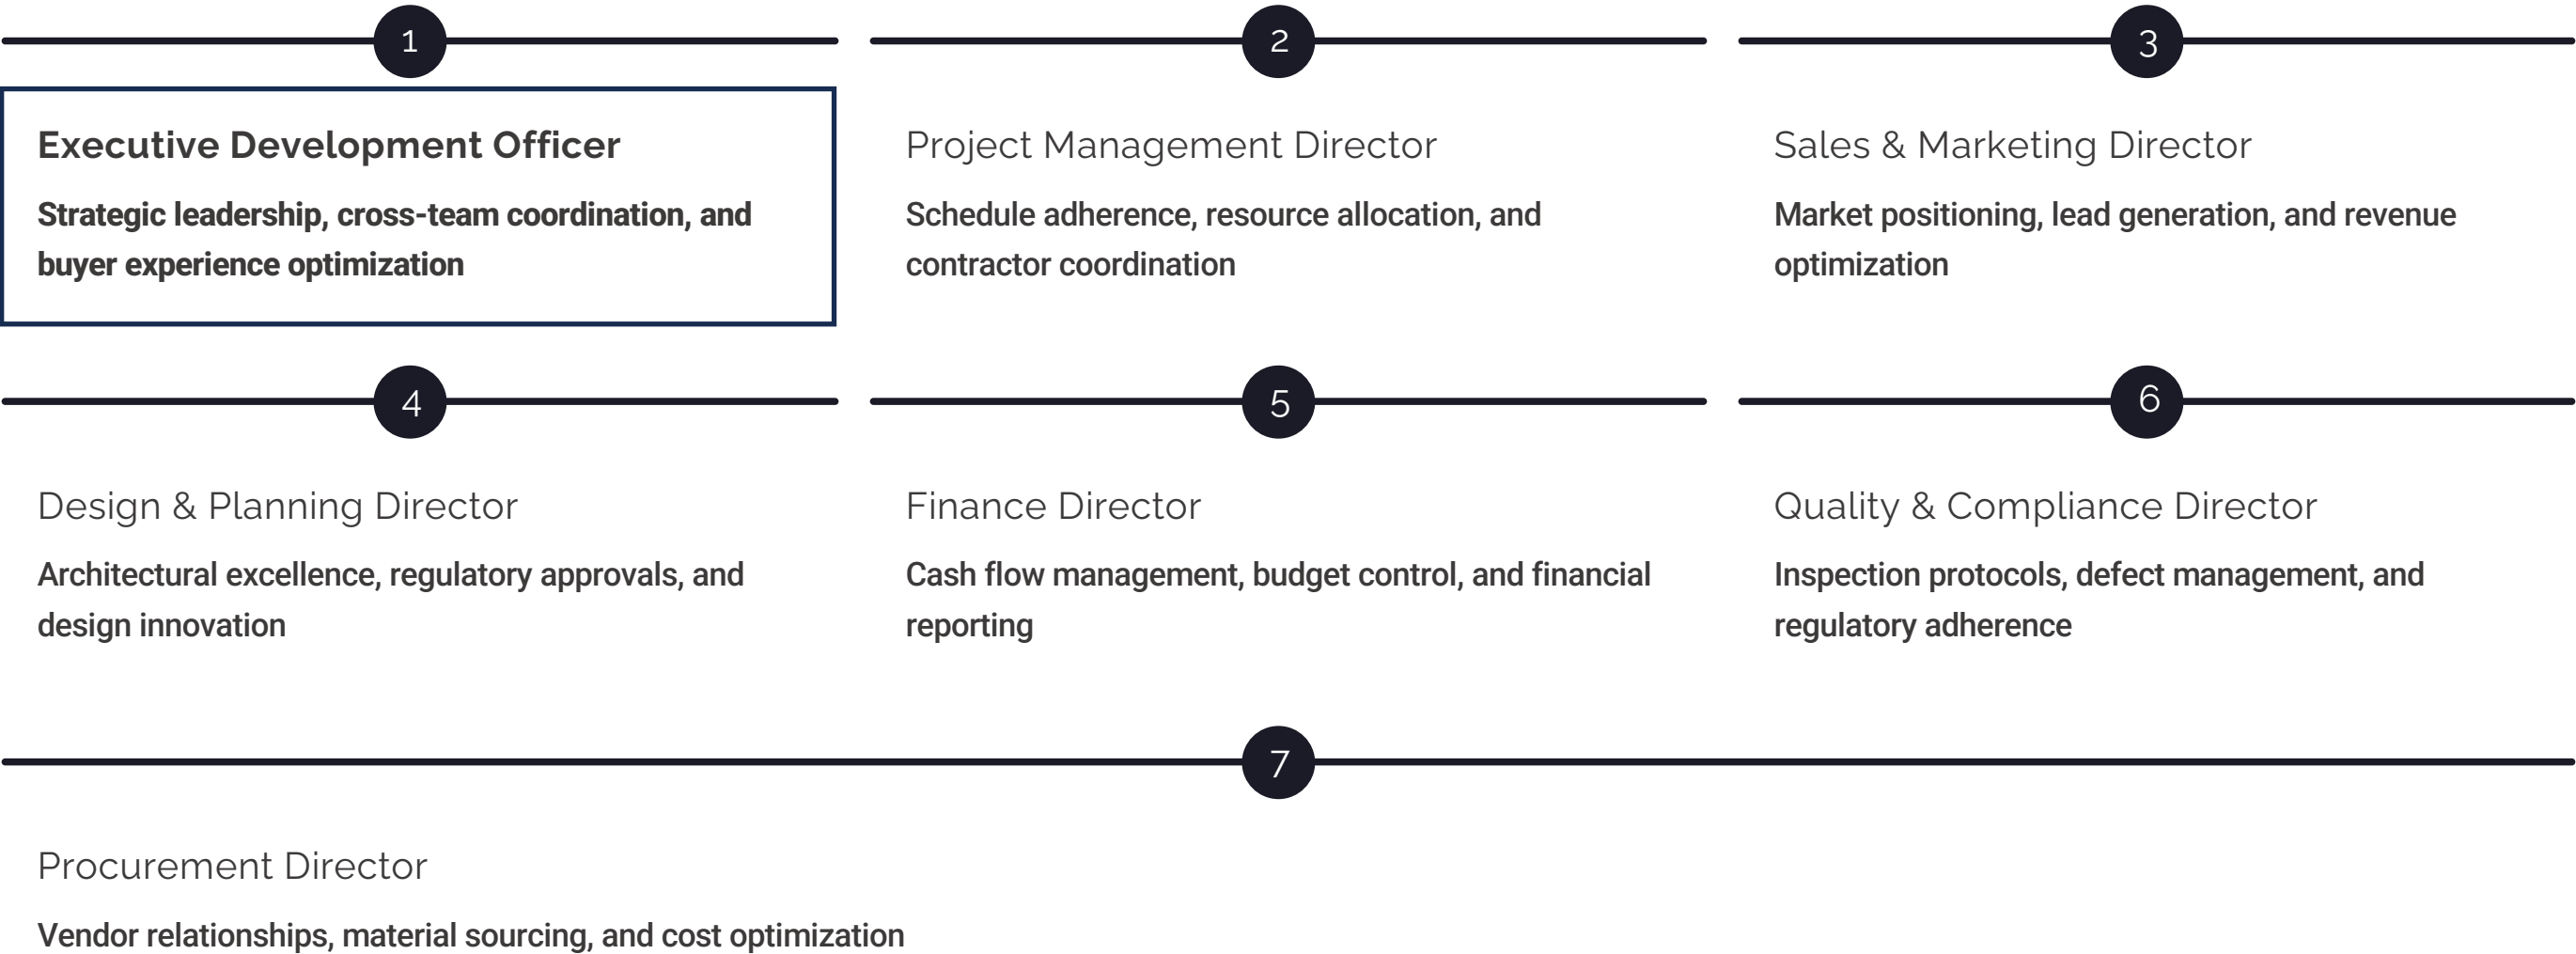 1
Executive Development Officer
Strategic leadership, cross-team coordination, and
buyer experience optimization
2
Project Management Director
Schedule adherence, resource allocation, and
contractor coordination
3
Sales & Marketing Director
Market positioning, lead generation, and revenue
optimization
4
Design & Planning Director
Architectural excellence, regulatory approvals, and
design innovation
5
Finance Director
Cash flow management, budget control, and financial
reporting
6
Quality & Compliance Director
Inspection protocols, defect management, and
regulatory adherence
7
Procurement Director
Vendor relationships, material sourcing, and cost optimization